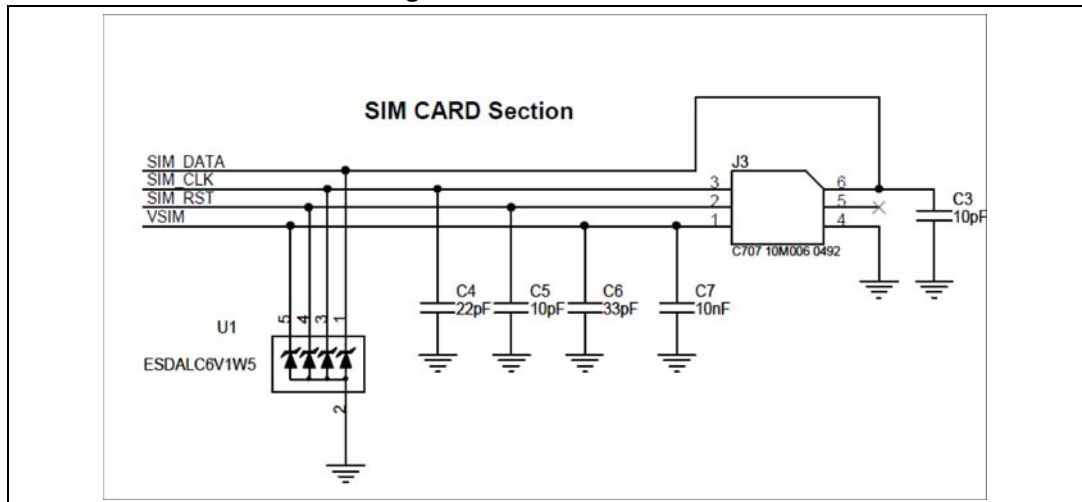 SIM CARD Section
SIM_DATA
SIM_CLK
SIM_RST
VSIM
J3
3
2
1
6
5
4
C707 10M006 0492
C3
10pF
C4
22pF
C5
10pF
C6
33pF
C7
10nF
U1
ESDALC6V1W5
5
4
3
1
2